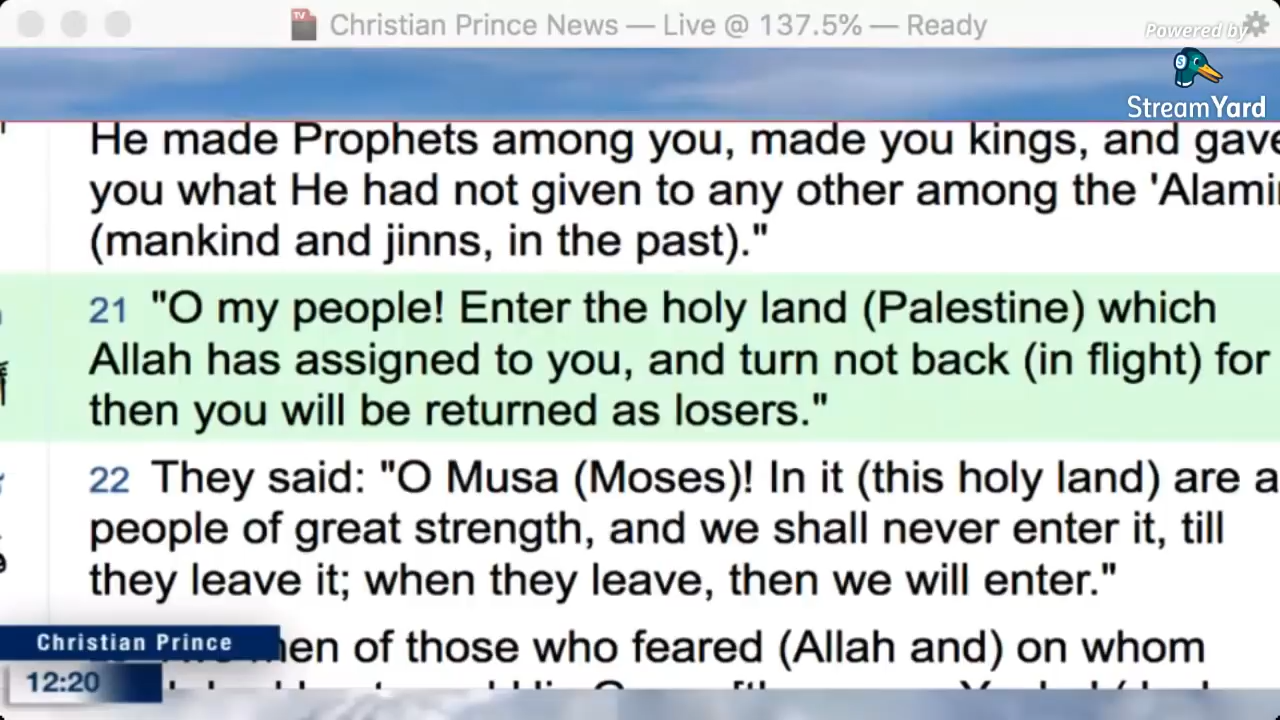 Christian Prince News — Live @ 137.5% — Ready
Powered by
StreamYard
He made Prophets among you, made you kings, and gave
you what He had not given to any other among the 'Alami
(mankind and jinns, in the past)."
21 "O my people! Enter the holy land (Palestine) which
Allah has assigned to you, and turn not back (in flight) for
then you will be returned as losers."
22 They said: "O Musa (Moses)! In it (this holy land) are a
people of great strength, and we shall never enter it, till
they leave it; when they leave, then we will enter."
of those who feared (Allah and) on whom
Christian Prince
12:20